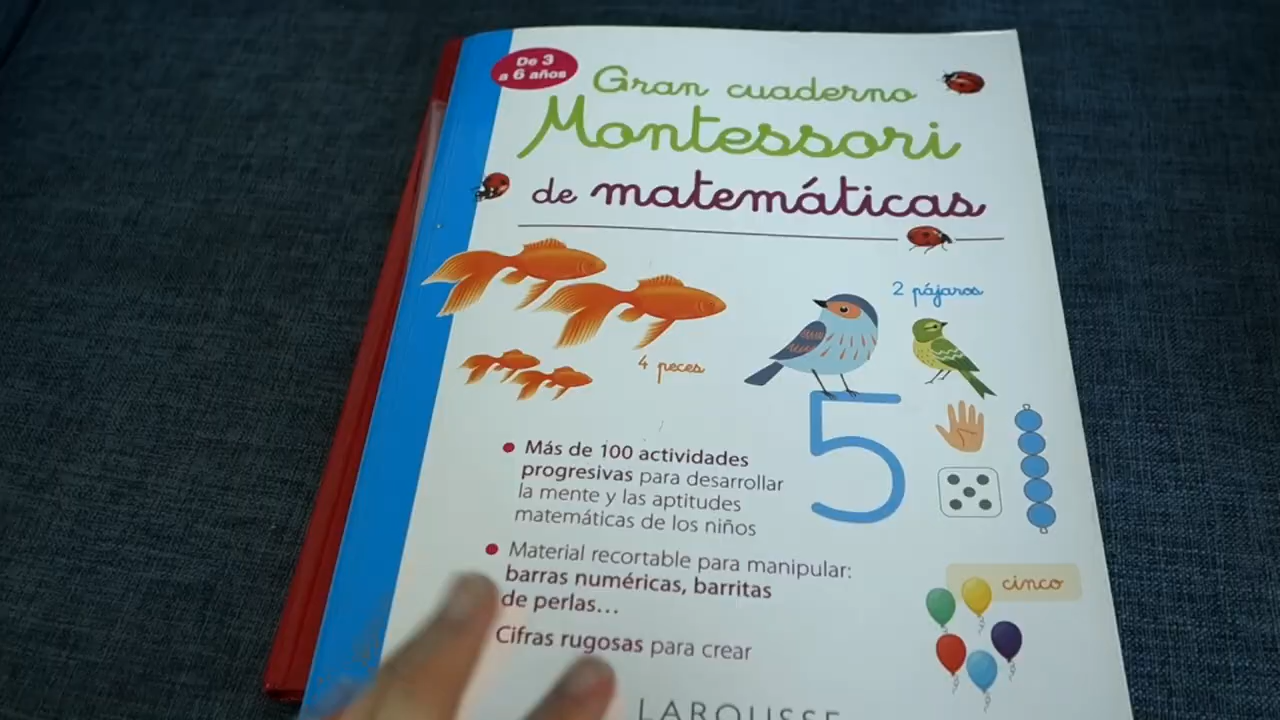 De 3
a 6 años
Gran cuaderno
Montessori
de matemáticas
2 pájaros
4 peces
5
Más de 100 actividades
progresivas para desarrollar
la mente y las aptitudes
matemáticas de los niños
Material recortable para manipular:
barras numéricas, barritas
de perlas...
Cifras rugosas para crear
cinco
LAROUSSE